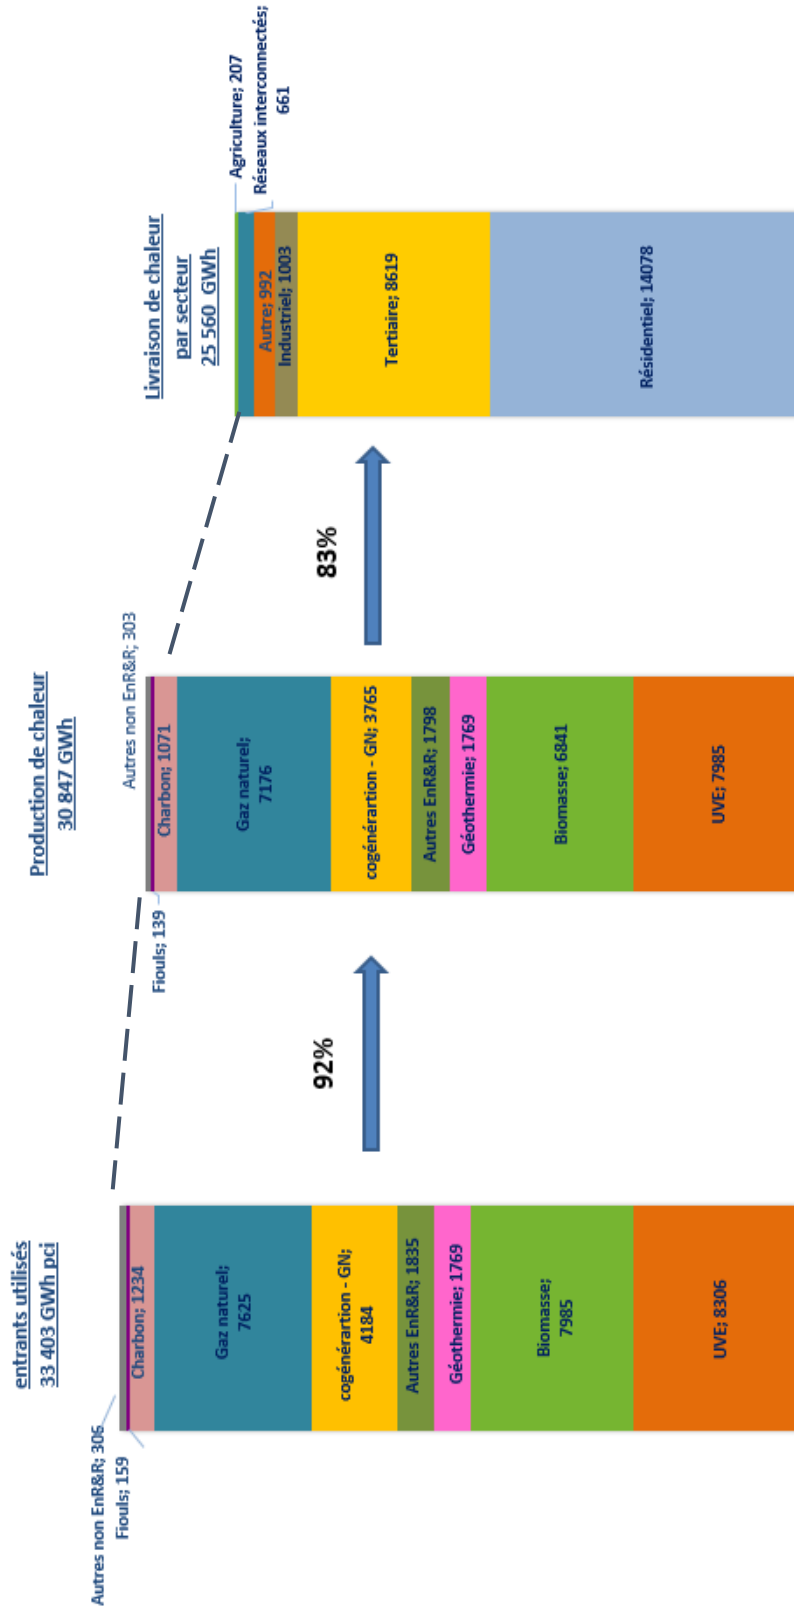 entrants utilisés
33 403 GWh pci
Autres non EnR&R; 306
Fiouls; 159
Charbon; 1234
Gaz naturel;
7625
cogénérartion - GN;
4184
Autres EnR&R; 1835
Géothermie; 1769
Biomasse;
7985
UVE; 8306
92%
Production de chaleur
30 847 GWh
Autres non EnR&R; 303
Fiouls; 139
Charbon; 1071
Gaz naturel;
7176
cogénérartion - GN; 3765
Autres EnR&R; 1798
Géothermie; 1769
Biomasse; 6841
UVE; 7985
83%
Livraison de chaleur
par secteur
25 560 GWh
Agriculture; 207
Réseaux interconnectés;
661
Autre; 992
Industriel; 1003
Tertiaire; 8619
Résidentiel; 14078